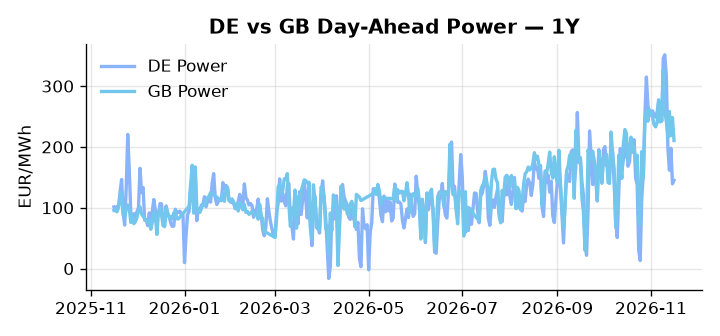 DE vs GB Day-Ahead Power — 1Y
DE Power
GB Power
EUR/MWh
300
200
100
0
2025-11 2026-01 2026-03 2026-05 2026-07 2026-09 2026-11